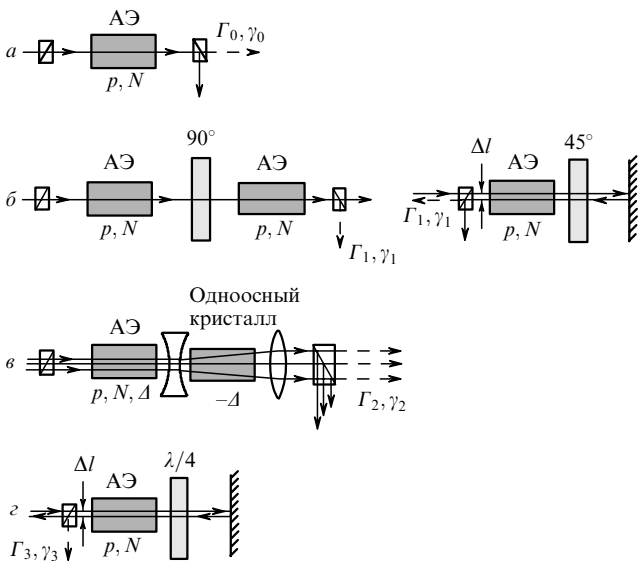 АЭ
Γ₀, γ₀
а
p, N
90°
45°
АЭ
АЭ
Δl
АЭ
б
p, N
p, N
Γ₁, γ₁
Γ₁, γ₁
p, N
Одноосный
кристалл
АЭ
в
p, N, Δ
−Δ
Γ₂, γ₂
λ/4
Δl
АЭ
г
Γ₃, γ₃
p, N